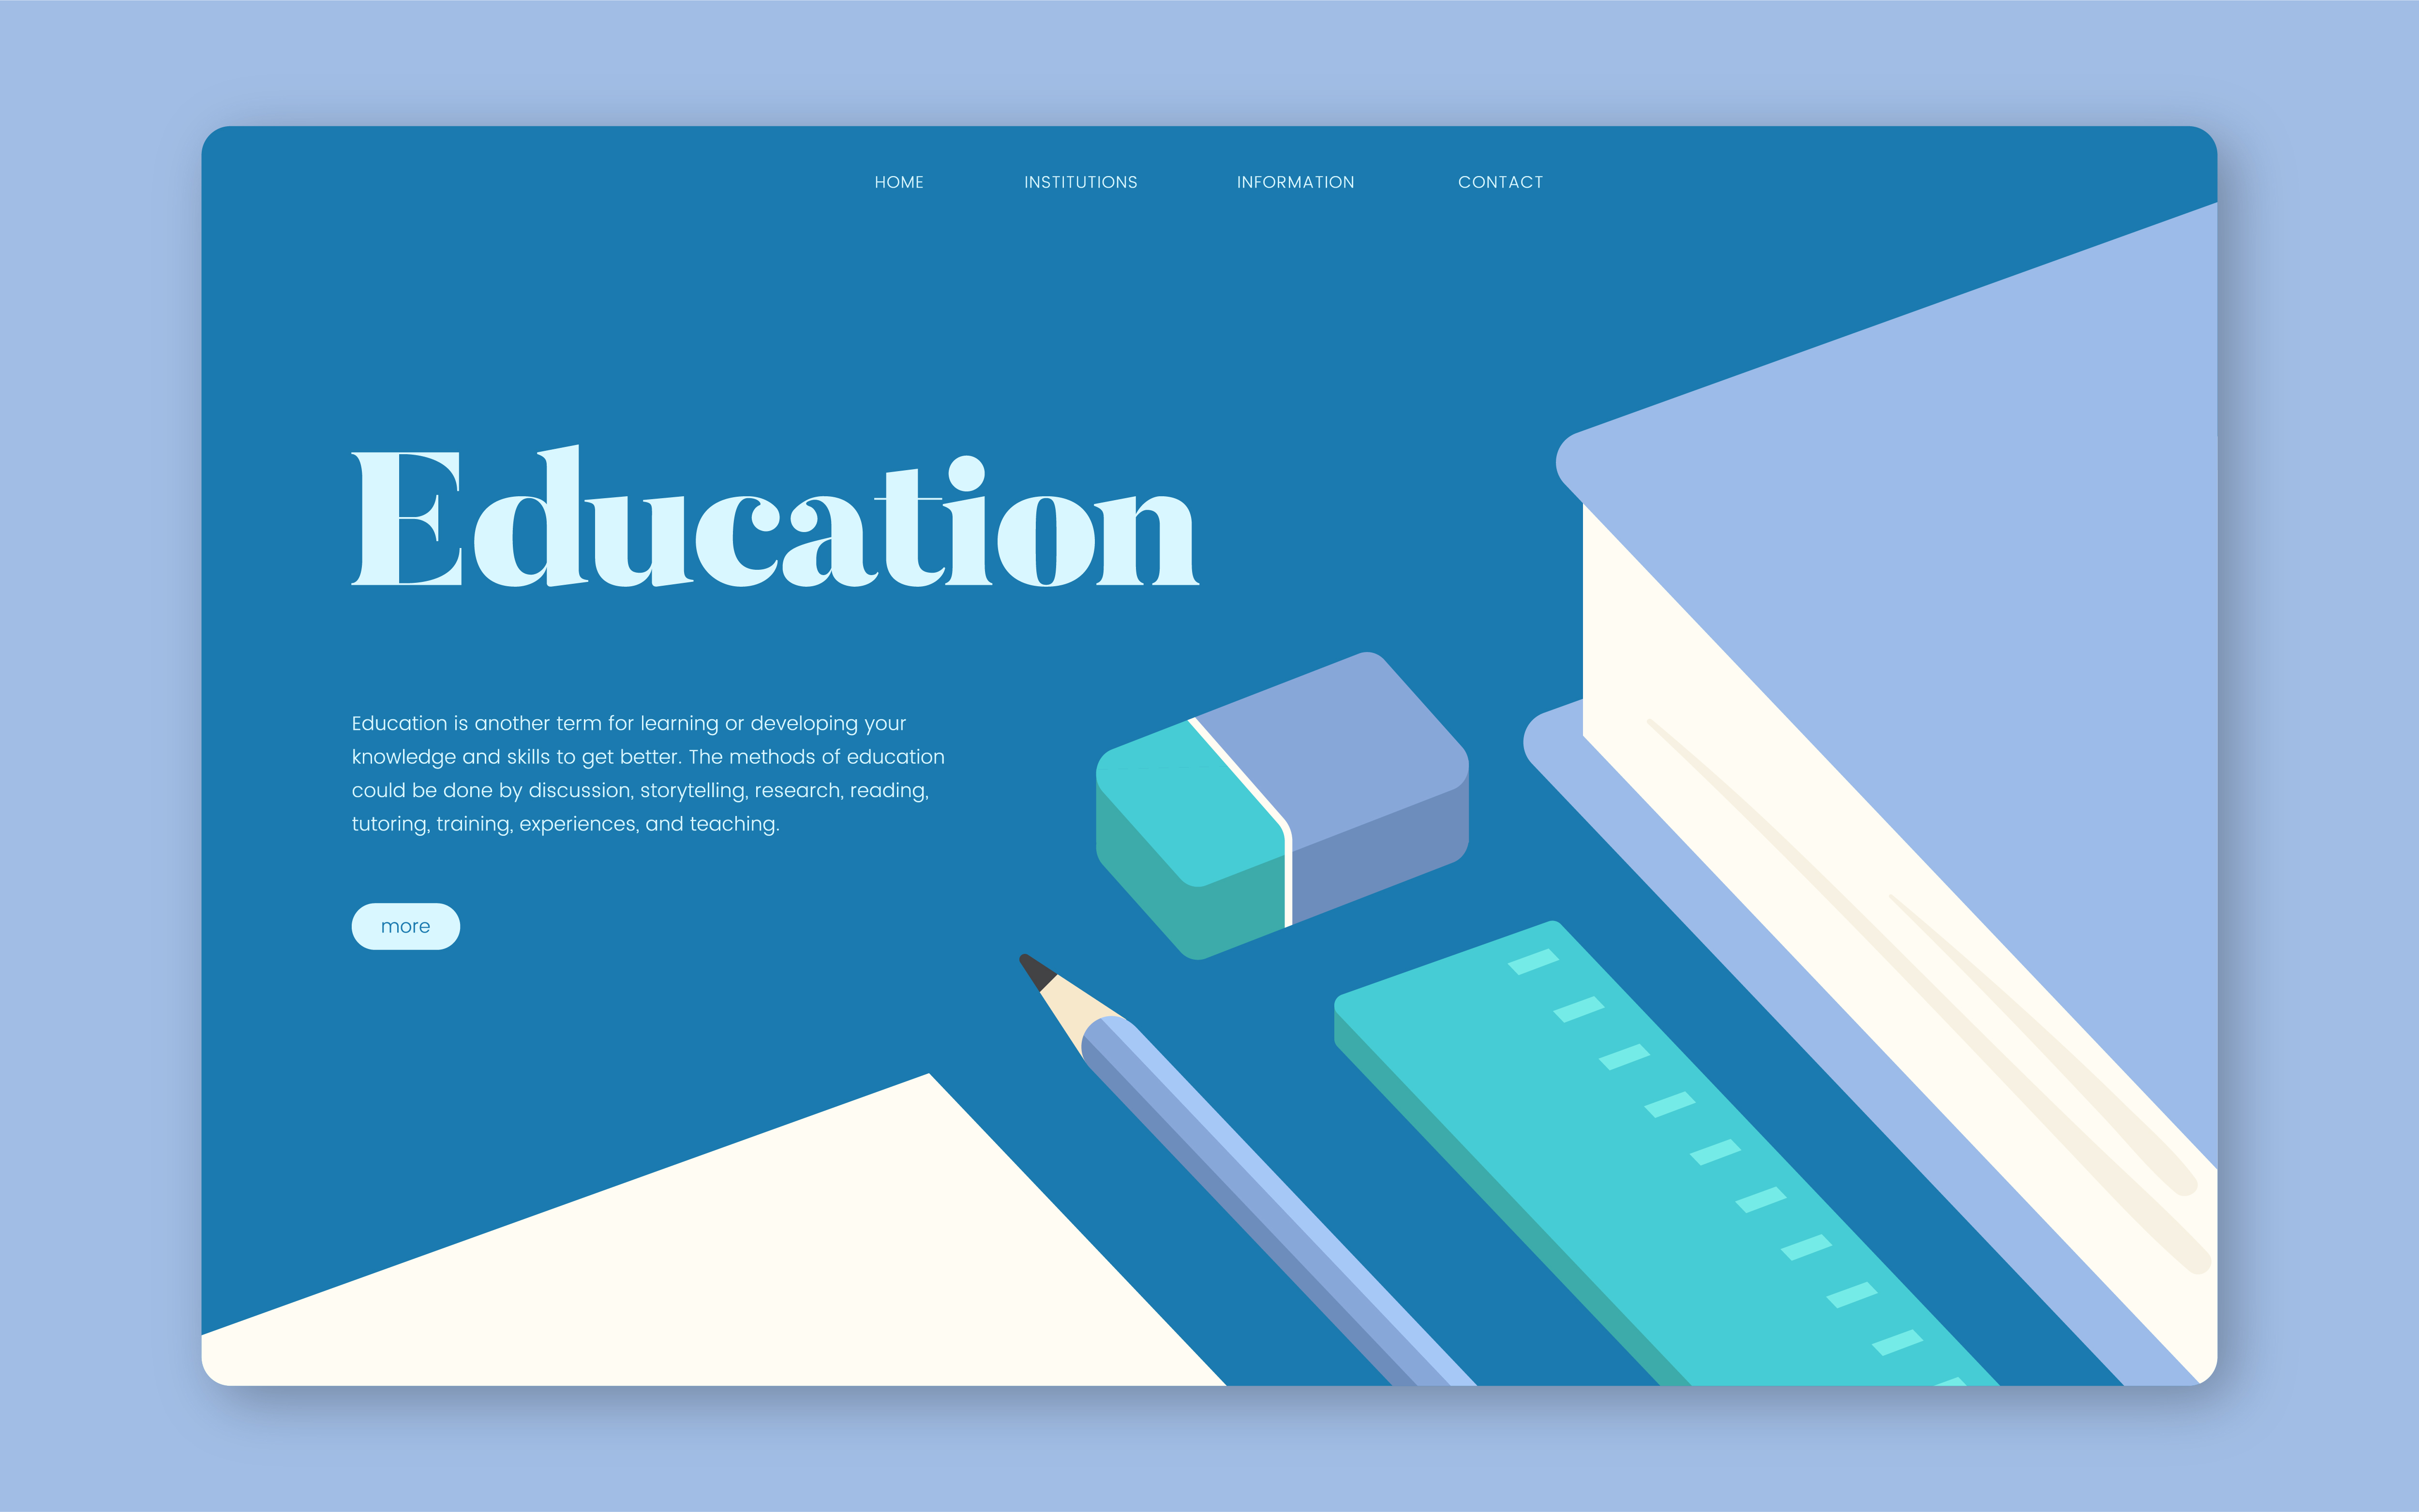 HOME INSTITUTIONS INFORMATION CONTACT
Education
Education is another term for learning or developing your
knowledge and skills to get better. The methods of education
could be done by discussion, storytelling, research, reading,
tutoring, training, experiences, and teaching.
more